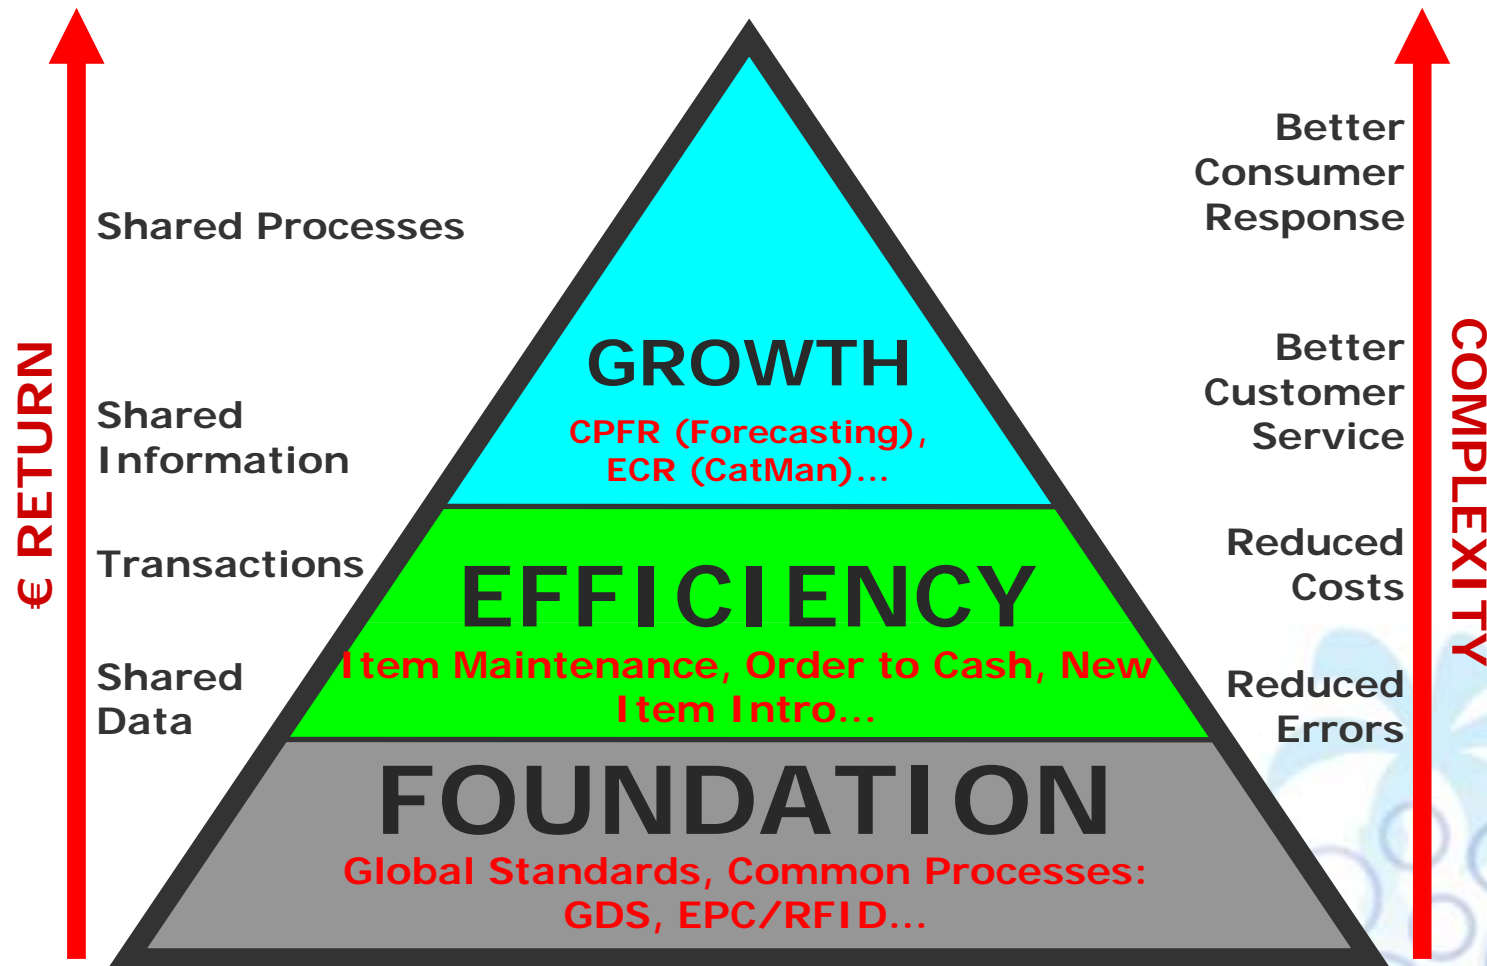 € RETURN
Shared Processes
Shared
Information
Transactions
Shared
Data
GROWTH
CPFR (Forecasting),
ECR (CatMan)...
EFFICIENCY
Item Maintenance, Order to Cash, New
Item Intro...
FOUNDATION
Global Standards, Common Processes:
GDS, EPC/RFID...
Better
Consumer
Response
Better
Customer
Service
Reduced
Costs
Reduced
Errors
COMPLEXITY